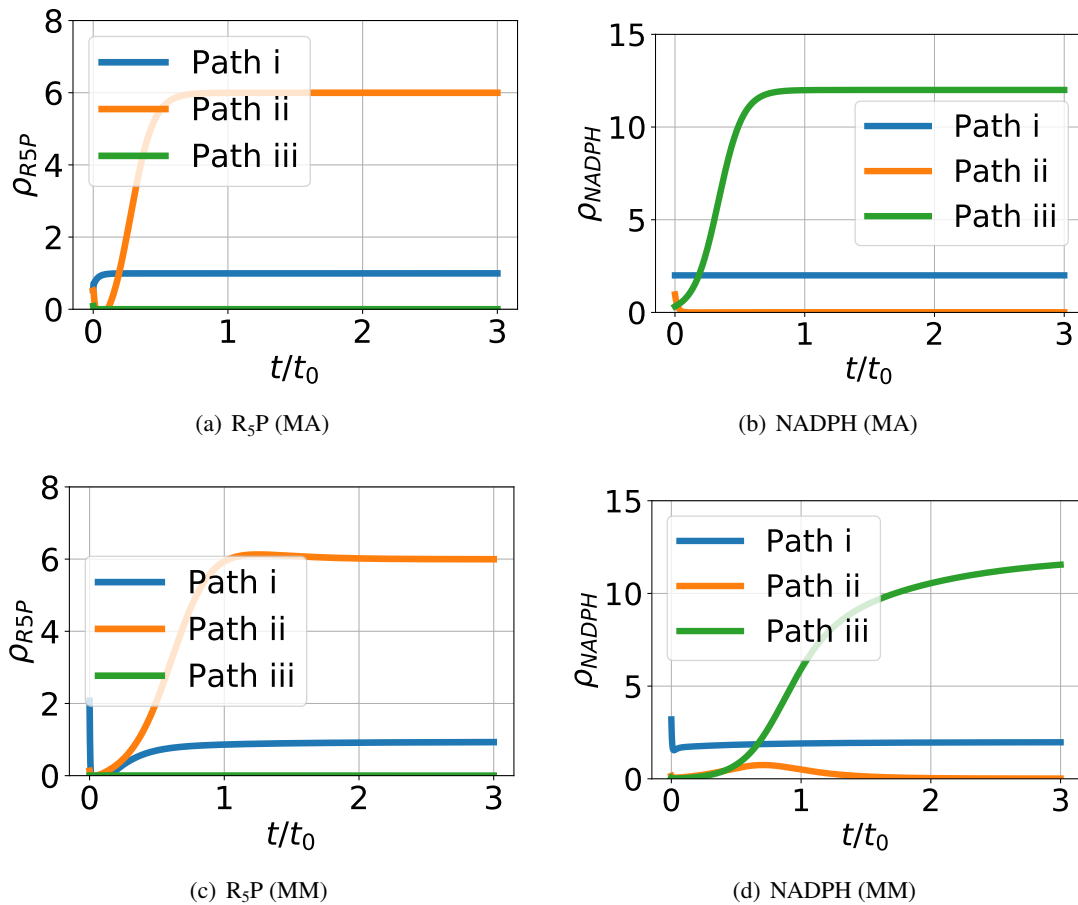 8
6
4
2
0
ρR5P
Path i
Path ii
Path iii
0 1 2 3
t/t0
(a) R5P (MA)
15
10
5
0
ρNADPH
Path i
Path ii
Path iii
0 1 2 3
t/t0
(b) NADPH (MA)
8
6
4
2
0
ρR5P
Path i
Path ii
Path iii
0 1 2 3
t/t0
(c) R5P (MM)
15
10
5
0
ρNADPH
Path i
Path ii
Path iii
0 1 2 3
t/t0
(d) NADPH (MM)